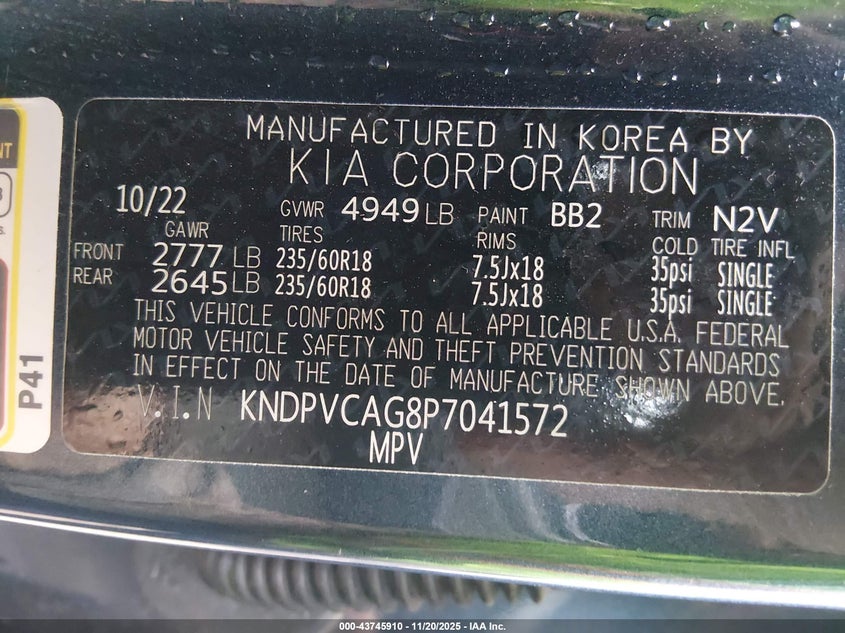 MANUFACTURED IN KOREA BY
KIA CORPORATION
10/22 GVWR 4949 LB PAINT BB2 TRIM N2V
GAWR TIRES RIMS COLD TIRE INFL
FRONT 2777 LB 235/60R18 7.5Jx18 35psi SINGLE
REAR 2645 LB 235/60R18 7.5Jx18 35psi SINGLE
THIS VEHICLE CONFORMS TO ALL APPLICABLE U.S.A. FEDERAL
MOTOR VEHICLE SAFETY AND THEFT PREVENTION STANDARDS
IN EFFECT ON THE DATE OF MANUFACTURE SHOWN ABOVE.
V.I.N KNDPVCAG8P7041572
MPV
P41
000-43745910 - 11/20/2025 - IAA Inc.